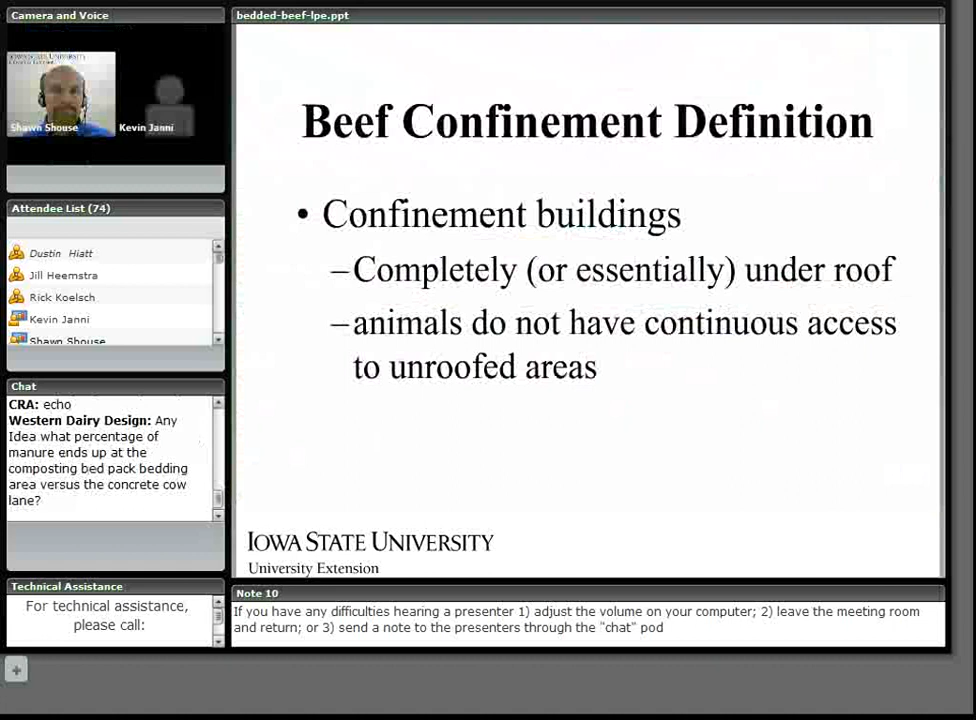 Camera and Voice
IOWA STATE UNIVERSITY
Shawn Shouse
Kevin Janni
Attendee List (74)
Dustin Hiatt
Jill Heemstra
Rick Koelsch
Kevin Janni
Shawn Shouse
Chat
CRA: echo
Western Dairy Design: Any
Idea what percentage of
manure ends up at the
composting bed pack bedding
area versus the concrete cow
lane?
Technical Assistance
For technical assistance,
please call:
bedded-beef-lpe.ppt
Beef Confinement Definition
• Confinement buildings
–Completely (or essentially) under roof
–animals do not have continuous access
to unroofed areas
IOWA STATE UNIVERSITY
University Extension
Note 10
If you have any difficulties hearing a presenter 1) adjust the volume on your computer; 2) leave the meeting room
and return; or 3) send a note to the presenters through the "chat" pod